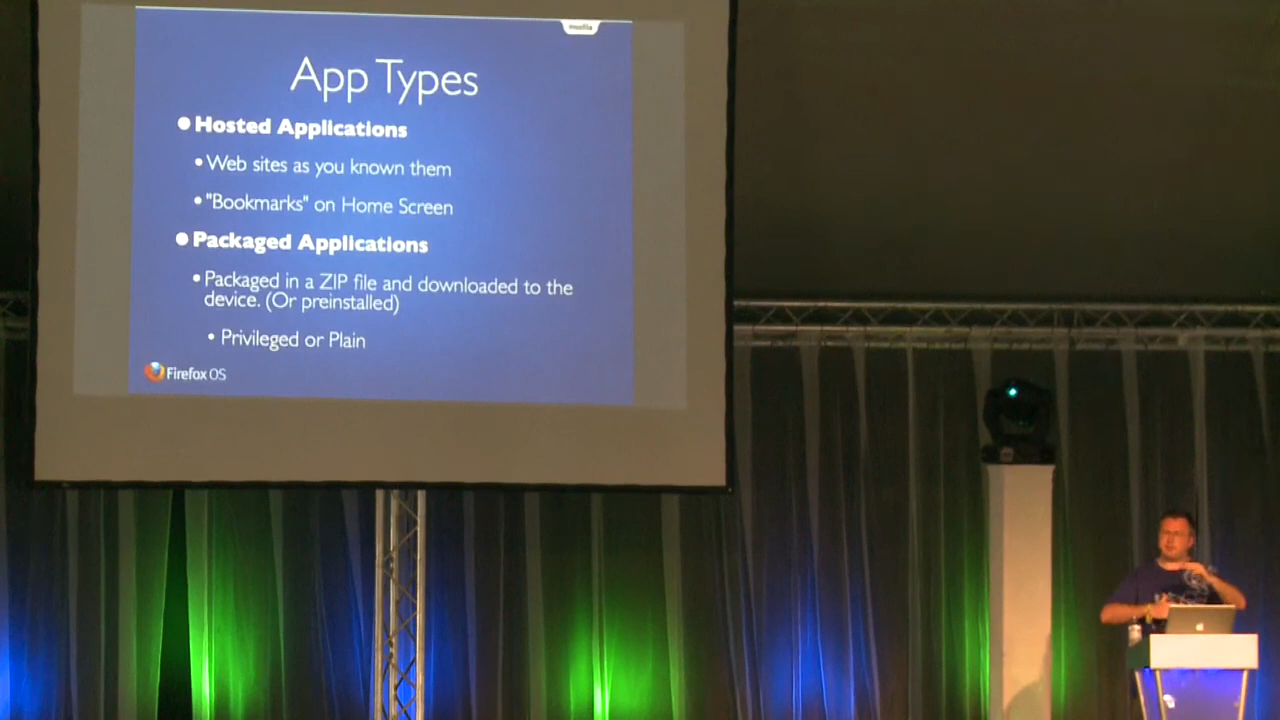 mozilla
App Types
● Hosted Applications
• Web sites as you known them
• "Bookmarks" on Home Screen
● Packaged Applications
• Packaged in a ZIP file and downloaded to the
device. (Or preinstalled)
• Privileged or Plain
Firefox OS